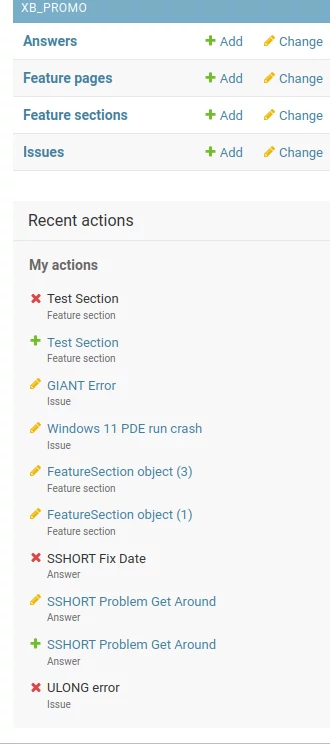 XB_PROMO
Answers Add Change
Feature pages Add Change
Feature sections Add Change
Issues Add Change
Recent actions
My actions
Test Section
Feature section
Test Section
Feature section
GIANT Error
Issue
Windows 11 PDE run crash
Issue
FeatureSection object (3)
Feature section
FeatureSection object (1)
Feature section
SSHORT Fix Date
Answer
SSHORT Problem Get Around
Answer
SSHORT Problem Get Around
Answer
ULONG error
Issue